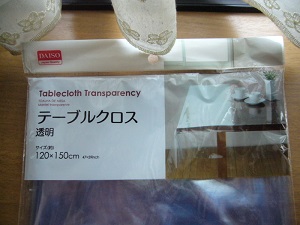 DAISO
Tablecloth Transparency
テーブルクロス
透明
サイズ(約)
120×150cm